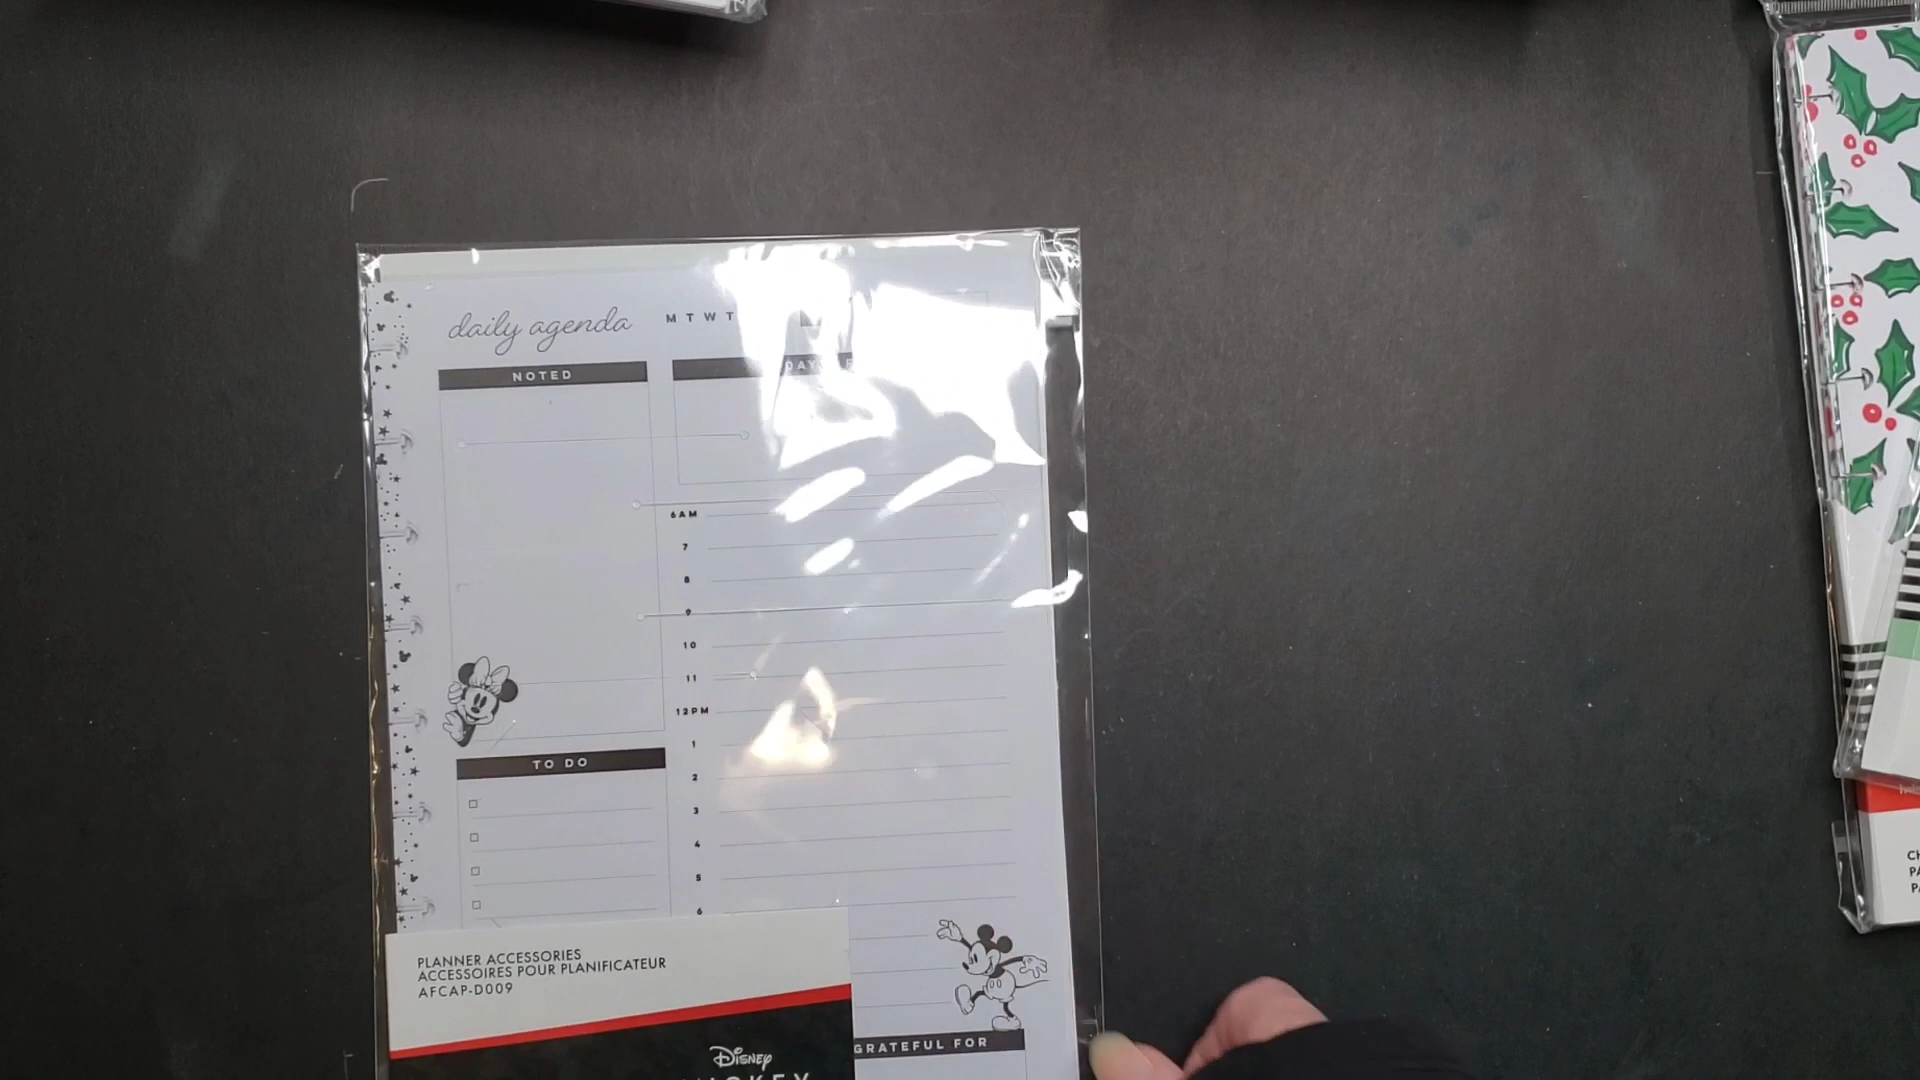 daily agenda
M T W T
NOTED
6AM
7
8
9
10
11
12PM
1
2
3
4
5
6
TO DO
PLANNER ACCESSORIES
ACCESSOIRES POUR PLANIFICATEUR
AFCAP-D009
GRATEFUL FOR
Disney
MICKEY